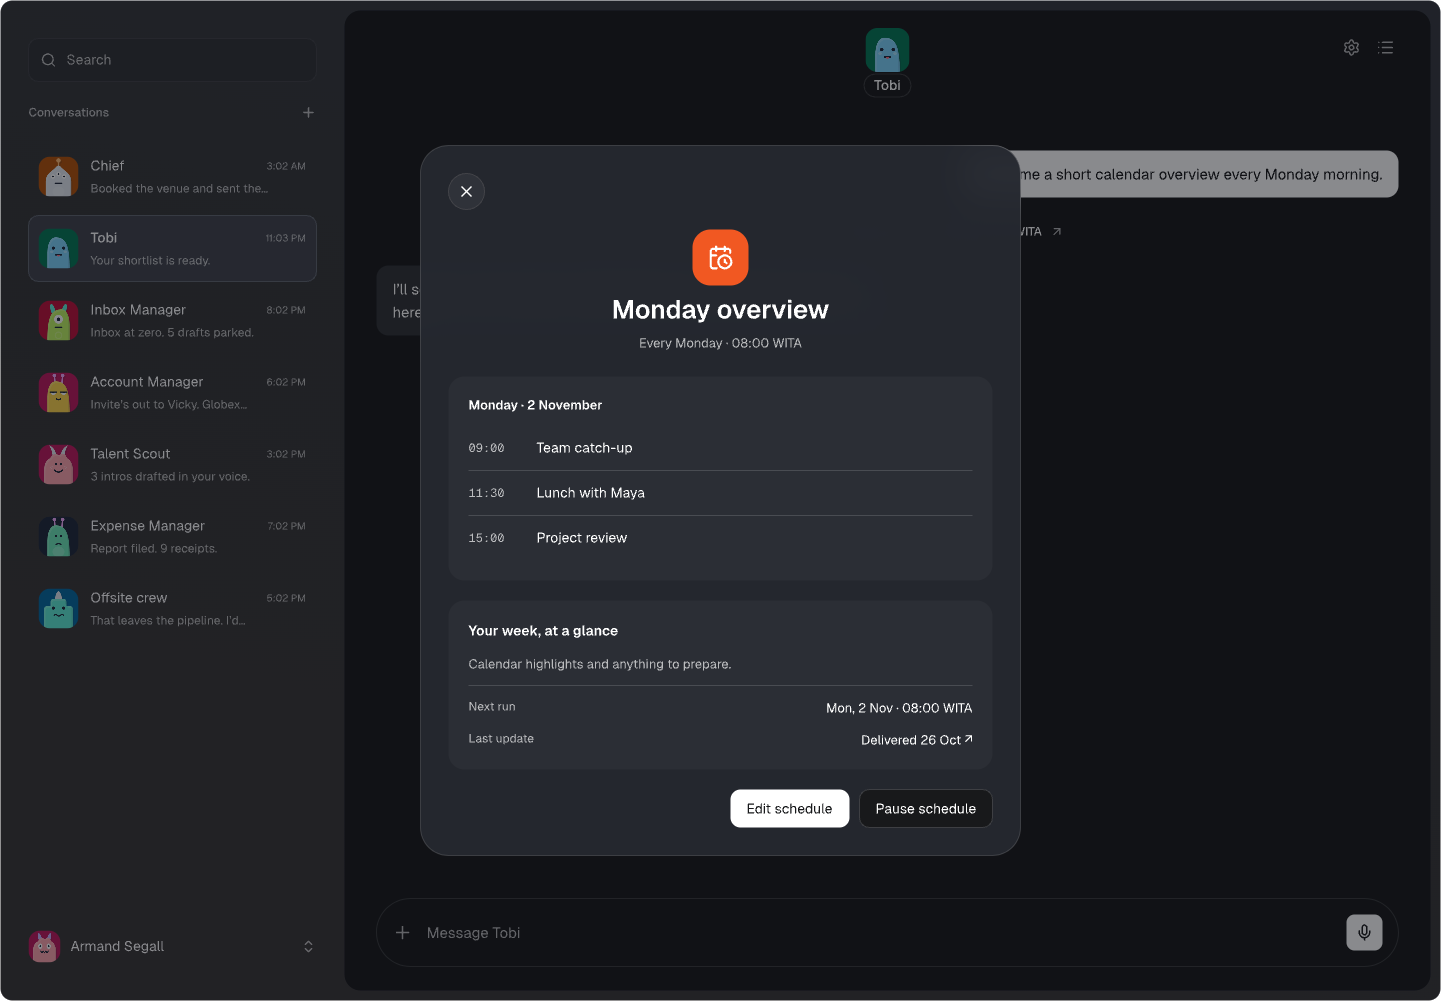 Search
Conversations
Chief
3:02 AM
Booked the venue and sent the...
Tobi
11:03 PM
Your shortlist is ready.
Inbox Manager
8:02 PM
Inbox at zero. 5 drafts parked.
Account Manager
6:02 PM
Invite's out to Vicky. Globex...
Talent Scout
3:02 PM
3 intros drafted in your voice.
Expense Manager
7:02 PM
Report filed. 9 receipts.
Offsite crew
5:02 PM
That leaves the pipeline. I'd...
Armand Segall
Tobi
me a short calendar overview every Monday morning.
WITA
I'll s
here
Monday overview
Every Monday · 08:00 WITA
Monday · 2 November
09:00 Team catch-up
11:30 Lunch with Maya
15:00 Project review
Your week, at a glance
Calendar highlights and anything to prepare.
Next run Mon, 2 Nov · 08:00 WITA
Last update Delivered 26 Oct
Edit schedule Pause schedule
Message Tobi